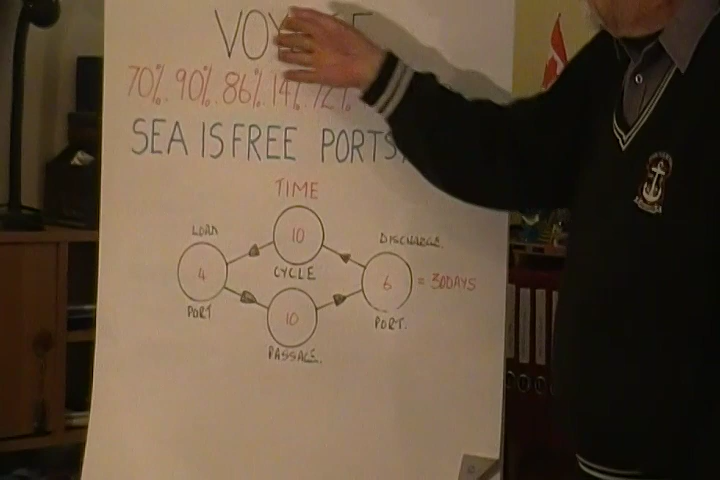 70%. 90%. 86%. 14%. 72%.
SEA IS FREE PORTS
TIME
10
LOAD
DISCHARGE.
4
CYCLE
6
= 30DAYS
PORT
10
PORT.
PASSAGE.